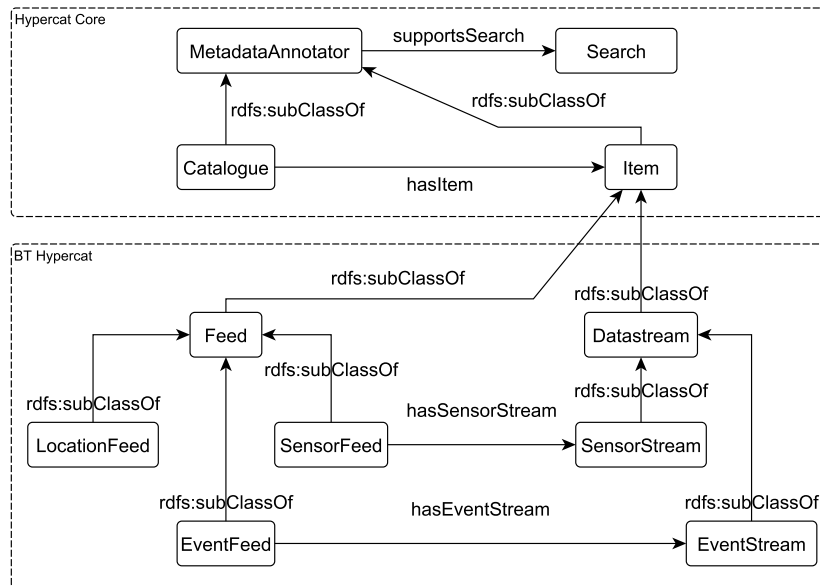 Hypercat Core
MetadataAnnotator
supportsSearch
Search
rdfs:subClassOf
rdfs:subClassOf
Catalogue
hasItem
Item
BT Hypercat
rdfs:subClassOf
rdfs:subClassOf
Feed
Datastream
rdfs:subClassOf
rdfs:subClassOf
rdfs:subClassOf
hasSensorStream
LocationFeed
SensorFeed
SensorStream
rdfs:subClassOf
hasEventStream
rdfs:subClassOf
EventFeed
EventStream